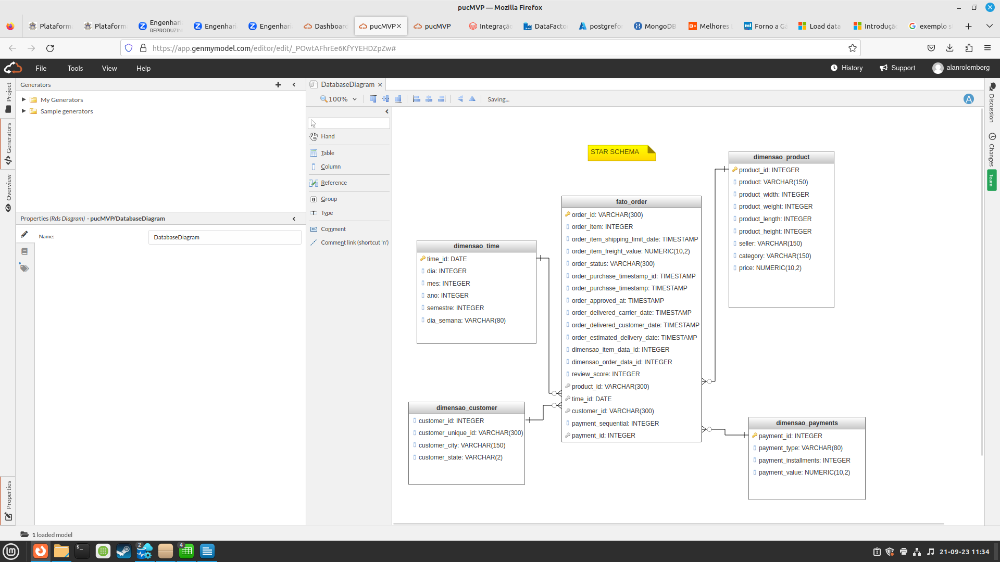 pucMVP — Mozilla Firefox
Plataform
Plataform
Engenhari
REPRODUZIN
Engenhari
Engenhari
Dashboard
pucMVP
pucMVP
Integração
DataFacto
postgrefor
MongoDB
Melhores
Forno a Gá
Load data
Introduçã
exemplo s
https://app.genmymodel.com/editor/edit/_POwtAFhrEe6KfYYEHDZpZw#
File
Tools
View
Help
History
Support
alanrolemberg
Project
Generators
Overview
Properties
Generators
My Generators
Sample generators
Properties (Rds Diagram) - pucMVP/DatabaseDiagram
Name:
DatabaseDiagram
DatabaseDiagram
100%
Saving...
A
Hand
Table
Column
Reference
Group
Type
Comment
Comment link (shortcut 'n')
STAR SCHEMA
dimensao_product
product_id: INTEGER
product: VARCHAR(150)
product_width: INTEGER
product_weight: INTEGER
product_length: INTEGER
product_height: INTEGER
seller: VARCHAR(150)
category: VARCHAR(150)
price: NUMERIC(10,2)
fato_order
order_id: VARCHAR(300)
order_item: INTEGER
order_item_shipping_limit_date: TIMESTAMP
order_item_freight_value: NUMERIC(10,2)
order_status: VARCHAR(300)
order_purchase_timestamp_id: TIMESTAMP
order_purchase_timestamp: TIMESTAMP
order_approved_at: TIMESTAMP
order_delivered_carrier_date: TIMESTAMP
order_delivered_customer_date: TIMESTAMP
order_estimated_delivery_date: TIMESTAMP
dimensao_item_data_id: INTEGER
dimensao_order_data_id: INTEGER
review_score: INTEGER
product_id: VARCHAR(300)
time_id: DATE
customer_id: VARCHAR(300)
payment_sequential: INTEGER
payment_id: INTEGER
dimensao_time
time_id: DATE
dia: INTEGER
mes: INTEGER
ano: INTEGER
semestre: INTEGER
dia_semana: VARCHAR(80)
dimensao_customer
customer_id: INTEGER
customer_unique_id: VARCHAR(300)
customer_city: VARCHAR(150)
customer_state: VARCHAR(2)
dimensao_payments
payment_id: INTEGER
payment_type: VARCHAR(80)
payment_installments: INTEGER
payment_value: NUMERIC(10,2)
Discussion
Changes
Team
1 loaded model
2
4
21-09-23 11:34